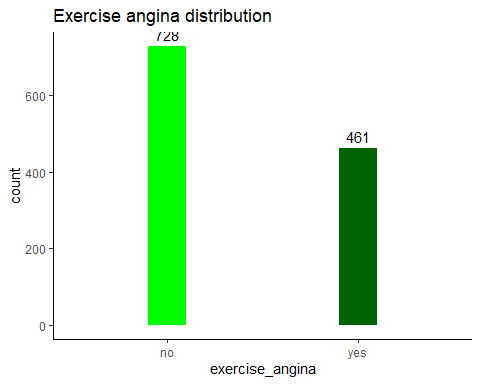 Exercise angina distribution
728
461
600
400
200
0
count
no yes
exercise_angina